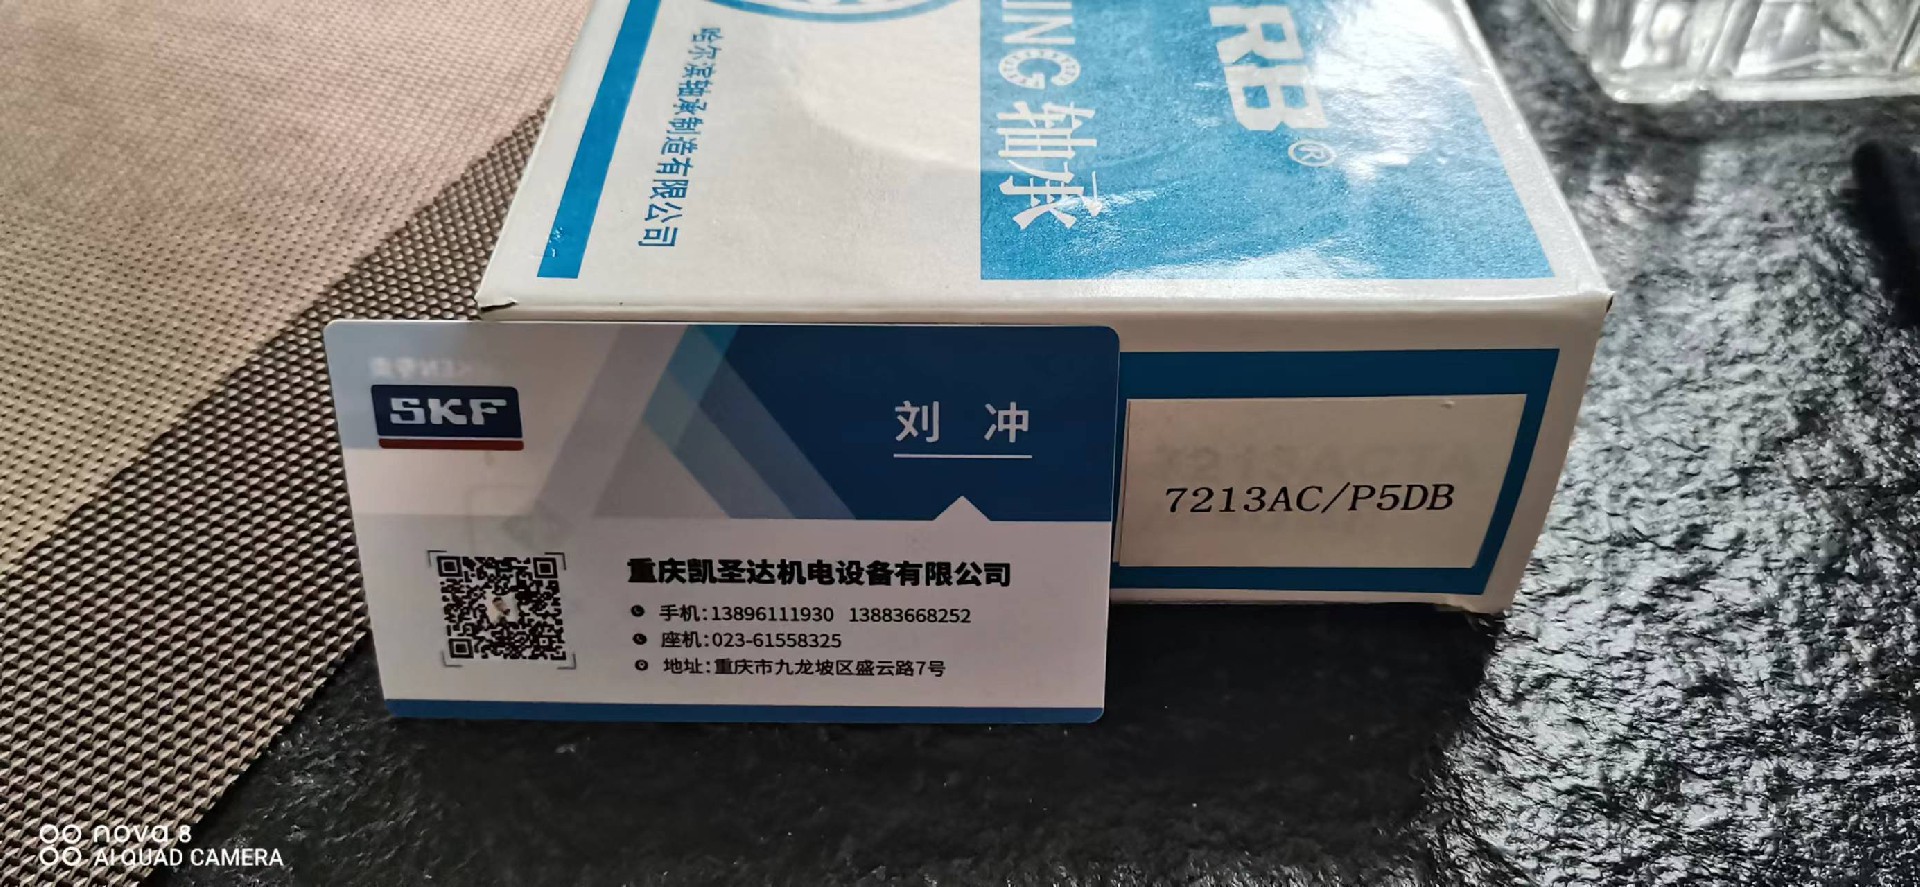 RB®
ING 轴承
哈尔滨轴承制造有限公司
SKF
刘 冲
重庆凯圣达机电设备有限公司
手机:13896111930 13883668252
座机:023-61558325
地址:重庆市九龙坡区盛云路7号
7213AC/P5DB
nova 8
AI QUAD CAMERA